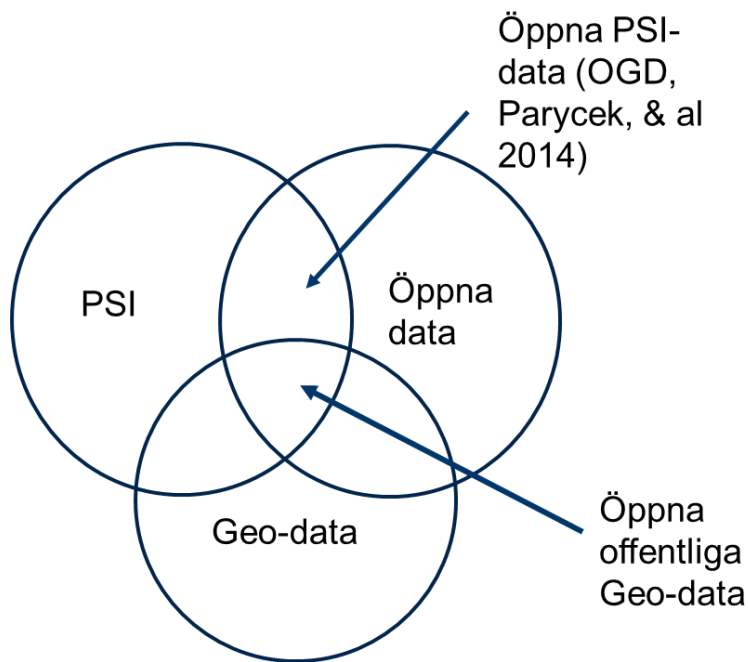 Öppna PSI-
data (OGD,
Parycek, & al
2014)
PSI
Öppna
data
Geo-data
Öppna
offentliga
Geo-data